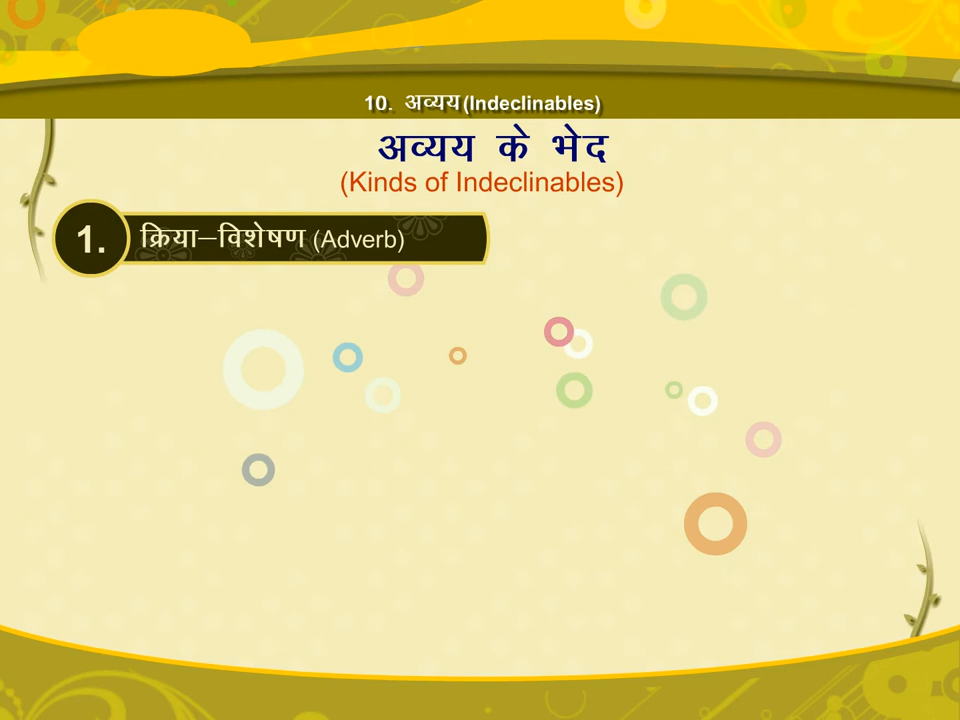 10. अव्यय (Indeclinables)
अव्यय के भेद
(Kinds of Indeclinables)
1. क्रिया–विशेषण (Adverb)